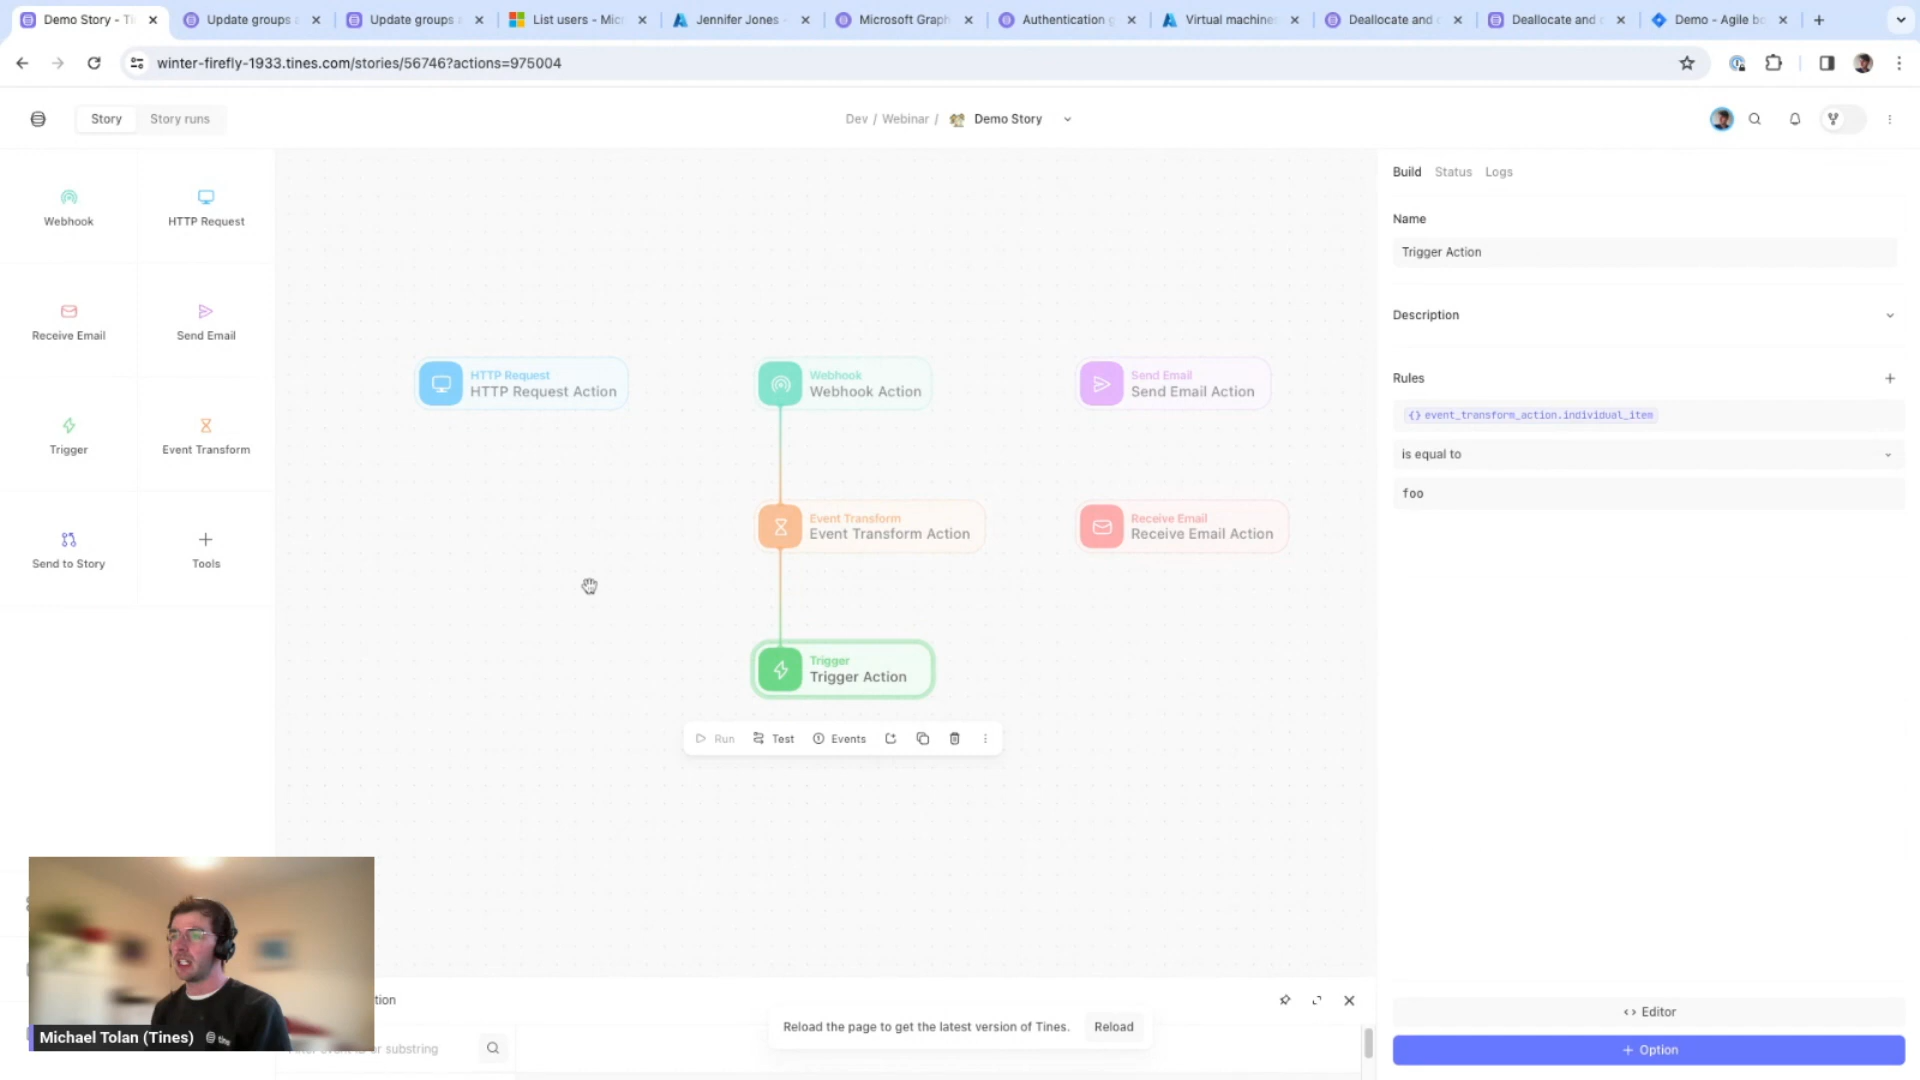 Demo Story - Ti
Update groups a
Update groups a
List users - Micr
Jennifer Jones -
Microsoft Graph
Authentication g
Virtual machines
Deallocate and d
Deallocate and d
Demo - Agile bo
winter-firefly-1933.tines.com/stories/56746?actions=975004
Story
Story runs
Dev / Webinar /
Demo Story
Webhook
HTTP Request
Receive Email
Send Email
Trigger
Event Transform
Send to Story
Tools
HTTP Request
HTTP Request Action
Webhook
Webhook Action
Send Email
Send Email Action
Event Transform
Event Transform Action
Receive Email
Receive Email Action
Trigger
Trigger Action
Run
Test
Events
Build
Status
Logs
Name
Trigger Action
Description
Rules
{} event_transform_action.individual_item
is equal to
foo
<> Editor
+ Option
tion
or substring
Reload the page to get the latest version of Tines.
Reload
Michael Tolan (Tines)